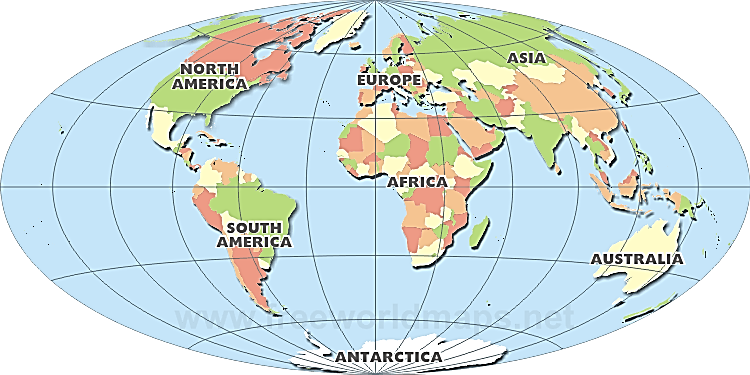 NORTH
AMERICA
EUROPE
ASIA
AFRICA
SOUTH
AMERICA
AUSTRALIA
www.freeworldmaps.net
ANTARCTICA